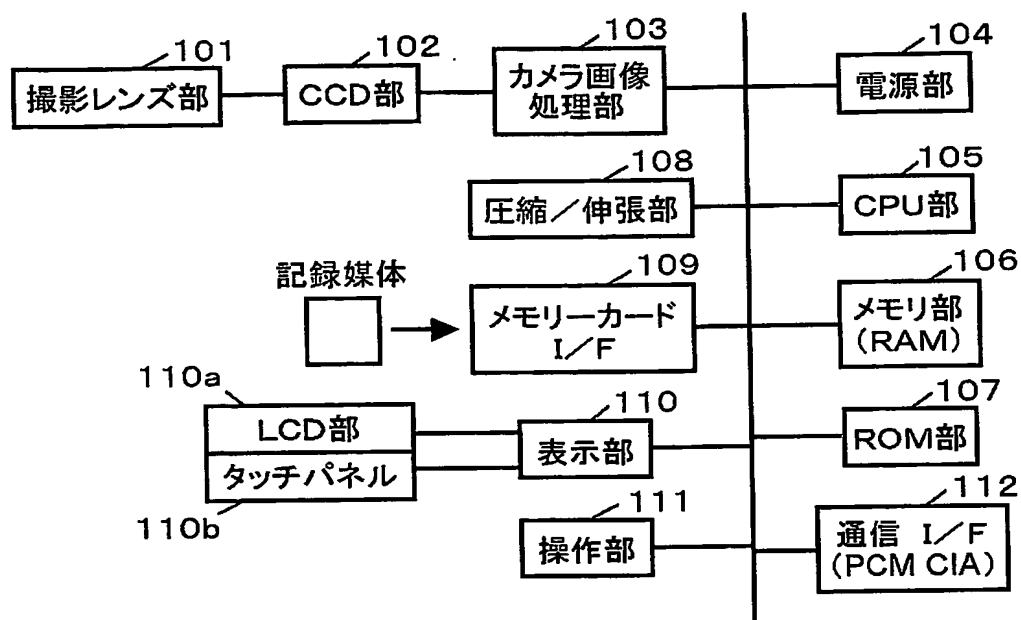 101
撮影レンズ部
102
CCD部
103
カメラ画像
処理部
104
電源部
108
圧縮／伸張部
105
CPU部
記録媒体
109
メモリーカード
I／F
106
メモリ部
(RAM)
110a
LCD部
タッチパネル
110b
110
表示部
107
ROM部
111
操作部
112
通信 I／F
(PCM CIA)